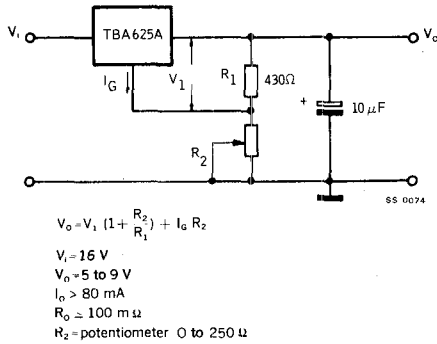 TBA625A
Vi
Vo
IG
V1
R1 430Ω
+
10 μF
R2
SS 0074
Vo = V1 (1 + R2/R1) + IG R2
Vi = 16 V
Vo = 5 to 9 V
Io > 80 mA
Ro ≃ 100 m Ω
R2 = potentiometer 0 to 250 Ω